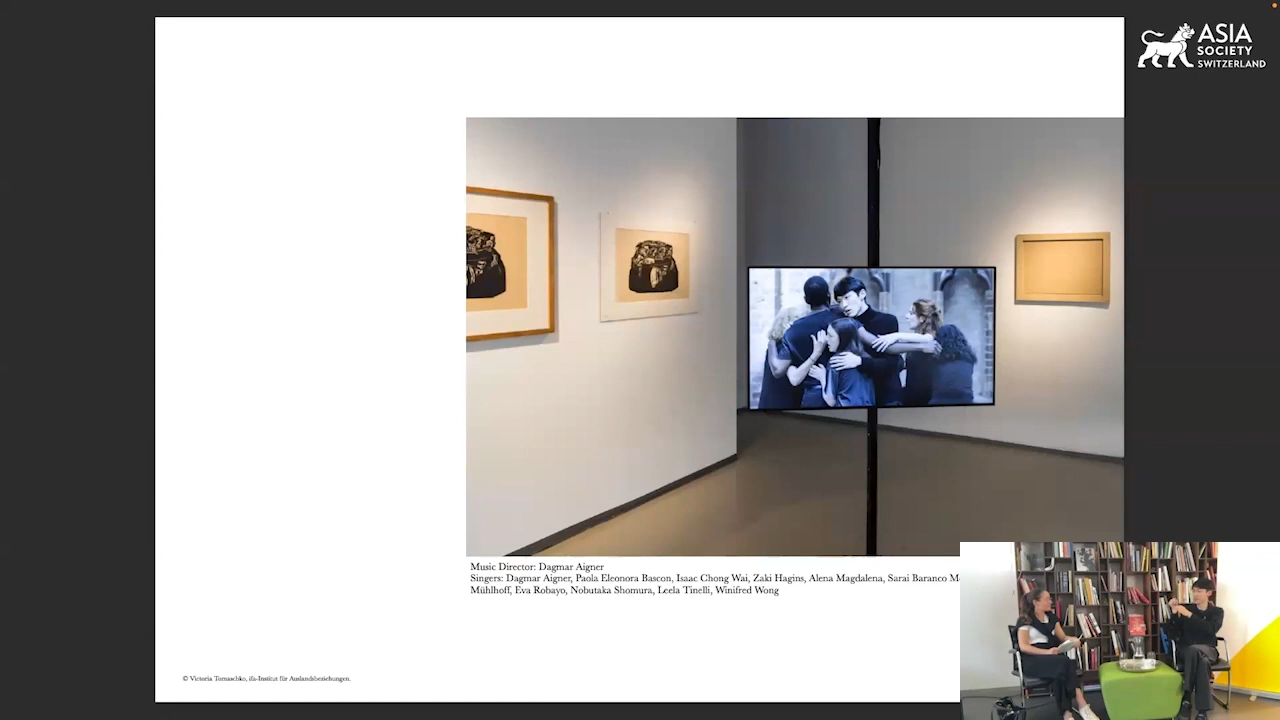 ASIA
SOCIETY
SWITZERLAND
Music Director: Dagmar Aigner
Singers: Dagmar Aigner, Paola Eleonora Bascon, Isaac Chong Wai, Zaki Hagins, Alena Magdalena, Sarai Baranco
Mühlhoff, Eva Robayo, Nobutaka Shomura, Leela Tinelli, Winifred Wong
© Victoria Tomaschko, ifa-Institut für Auslandsbeziehungen.